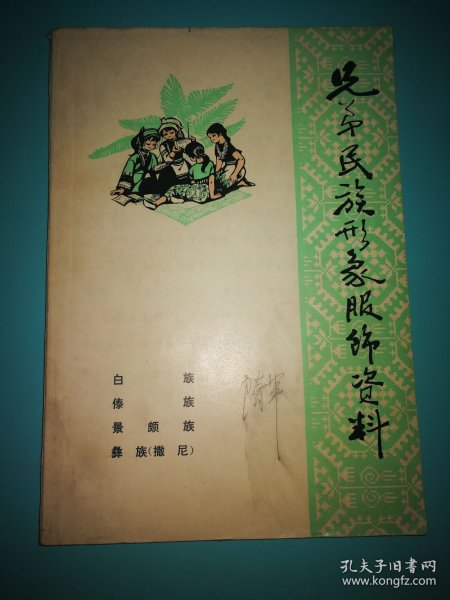 兄弟民族形象服饰资料
白族
傣族
景颇族
彝族(撒尼)
孔夫子旧书网
www.kongfz.com